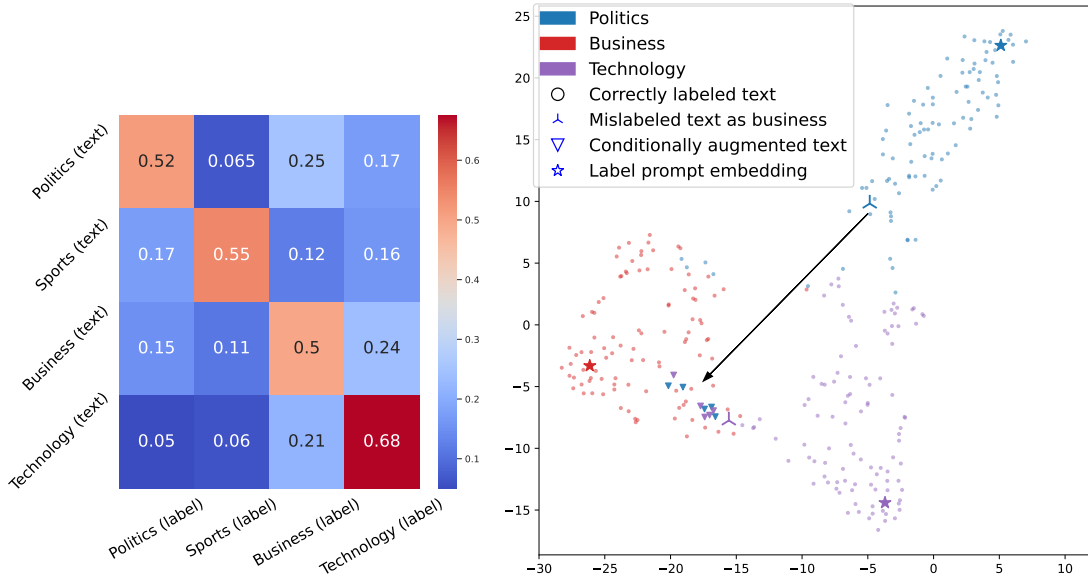 Politics (text)
Sports (text)
Business (text)
Technology (text)
0.52 0.065 0.25 0.17
0.17 0.55 0.12 0.16
0.15 0.11 0.5 0.24
0.05 0.06 0.21 0.68
Politics (label)
Sports (label)
Business (label)
Technology (label)
0.6
0.5
0.4
0.3
0.2
0.1
Politics
Business
Technology
Correctly labeled text
Mislabeled text as business
Conditionally augmented text
Label prompt embedding
25
20
15
10
5
0
−5
−10
−15
−30 −25 −20 −15 −10 −5 0 5 10